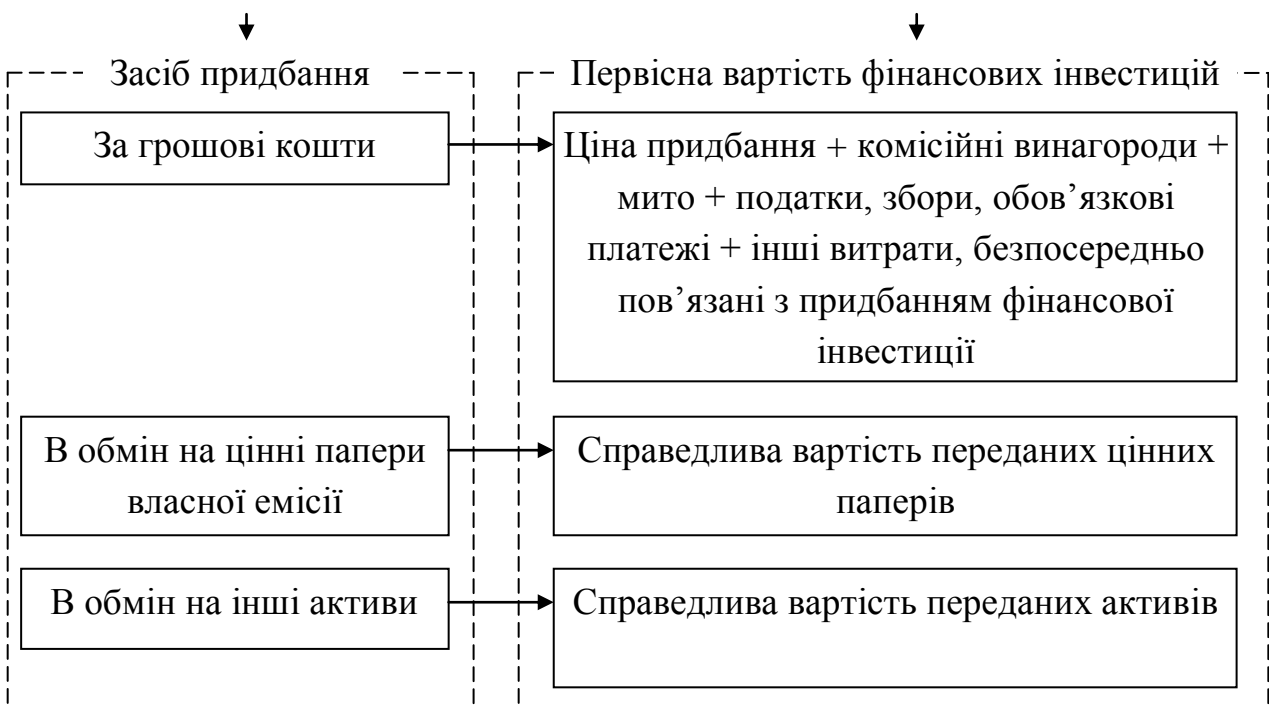 Засіб придбання
Первісна вартість фінансових інвестицій
За грошові кошти
Ціна придбання + комісійні винагороди +
мито + податки, збори, обов’язкові
платежі + інші витрати, безпосередньо
пов’язані з придбанням фінансової
інвестиції
В обмін на цінні папери
власної емісії
Справедлива вартість переданих цінних
паперів
В обмін на інші активи
Справедлива вартість переданих активів